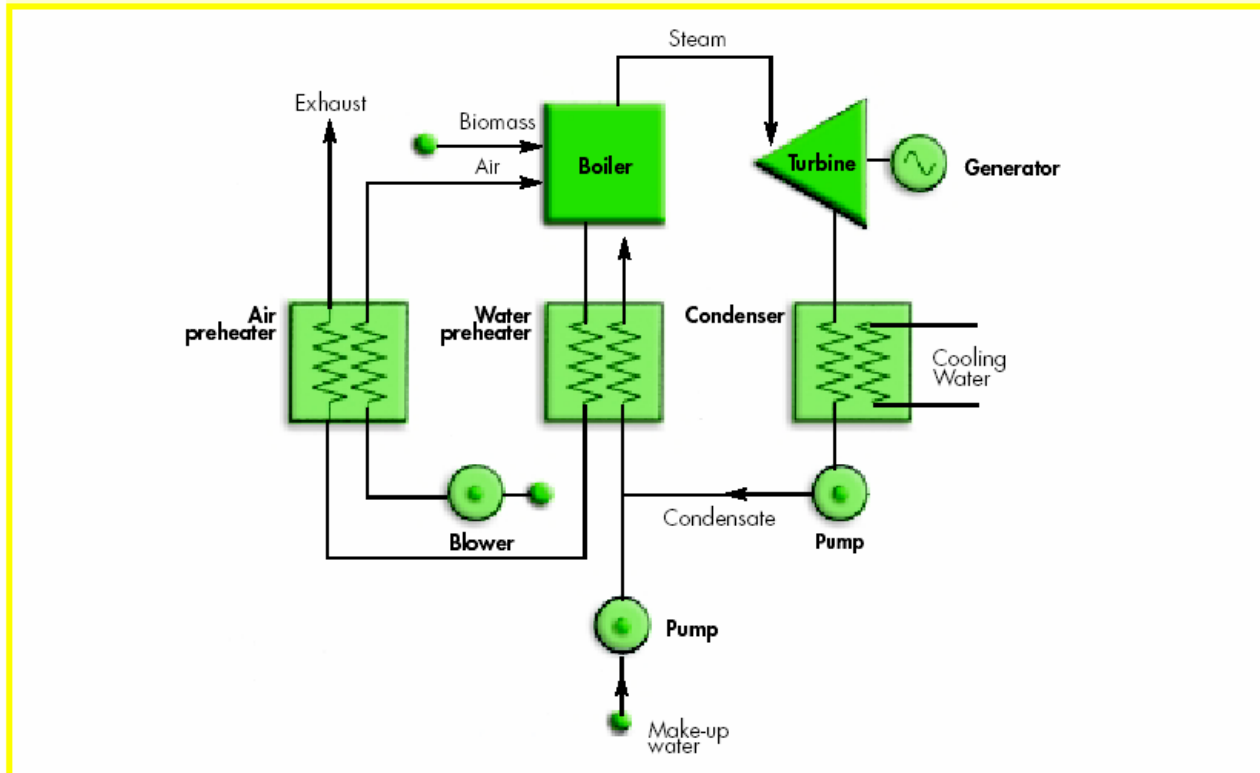 Steam
Exhaust
Biomass
Air
Boiler
Turbine
Generator
Air
preheater
Water
preheater
Condenser
Cooling
Water
Condensate
Blower
Pump
Pump
Make-up
water